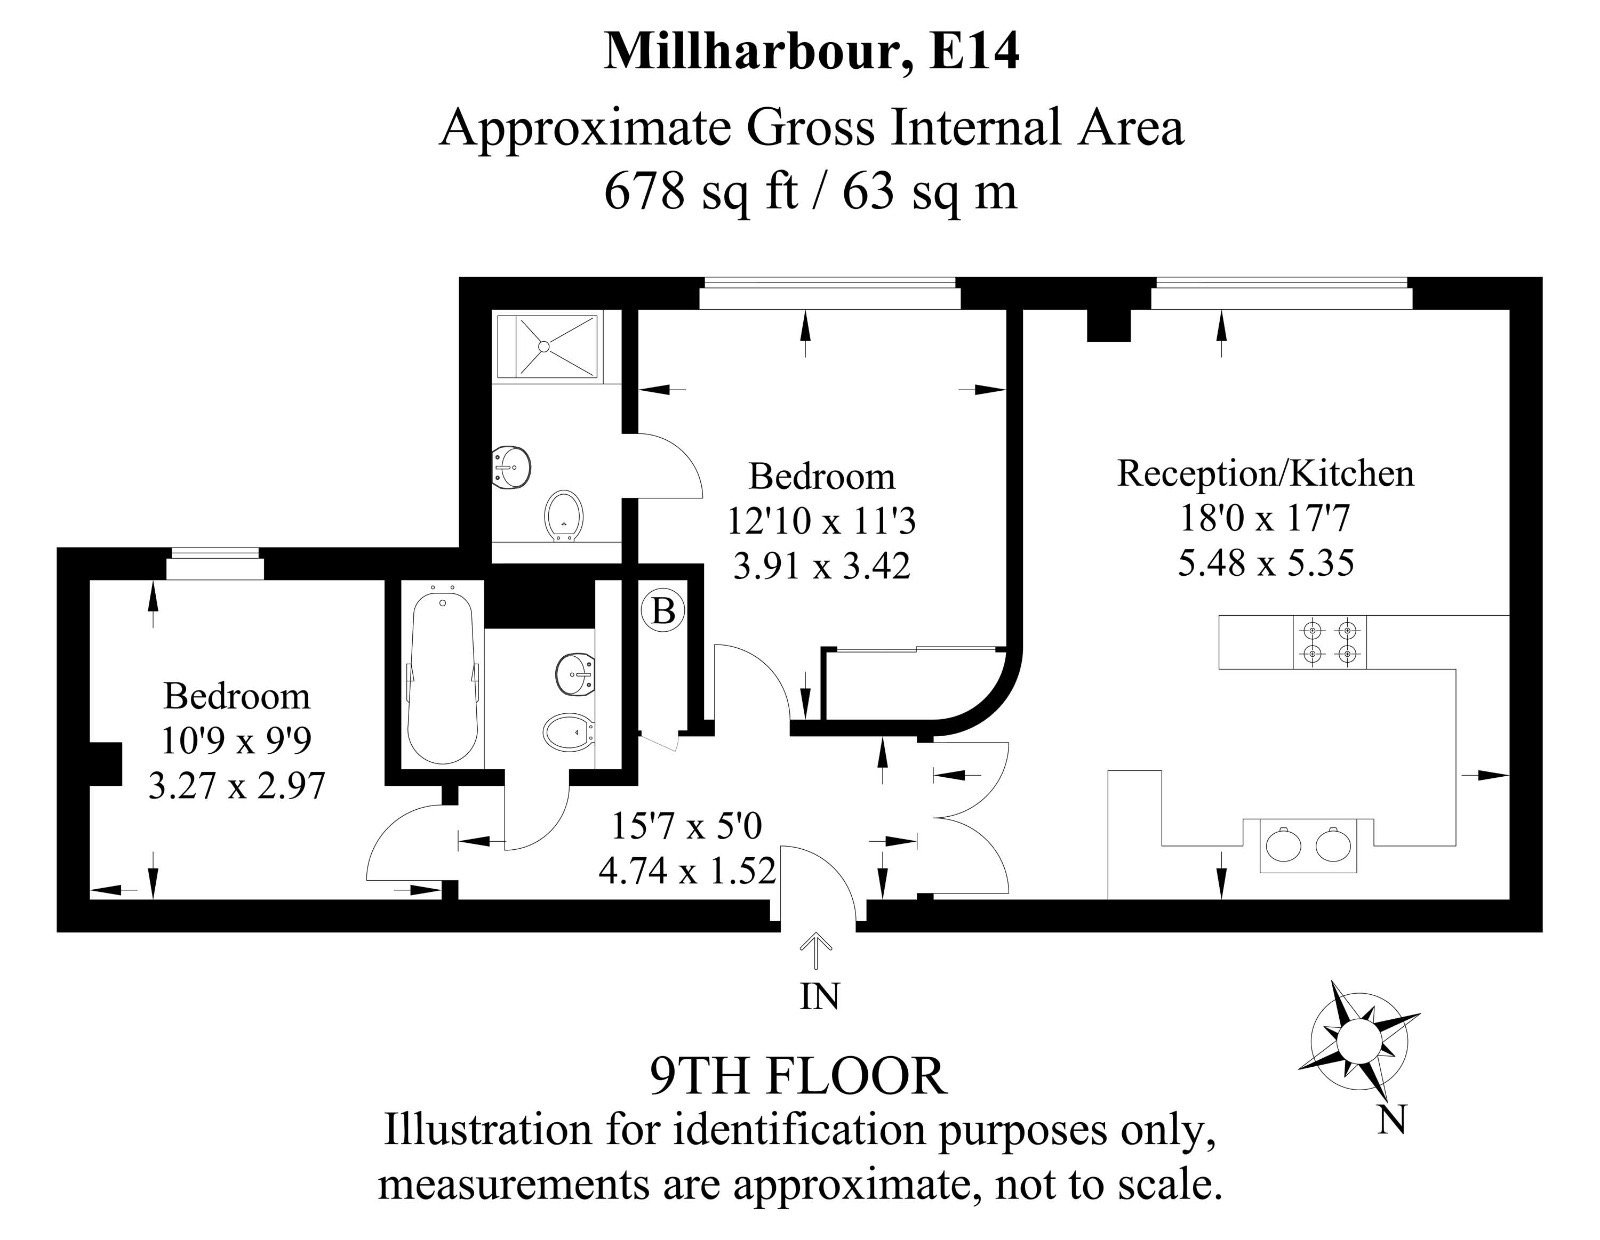 Millharbour, E14
Approximate Gross Internal Area
678 sq ft / 63 sq m
Bedroom
12'10 x 11'3
3.91 x 3.42
Reception/Kitchen
18'0 x 17'7
5.48 x 5.35
B
Bedroom
10'9 x 9'9
3.27 x 2.97
15'7 x 5'0
4.74 x 1.52
IN
N
9TH FLOOR
Illustration for identification purposes only,
measurements are approximate, not to scale.